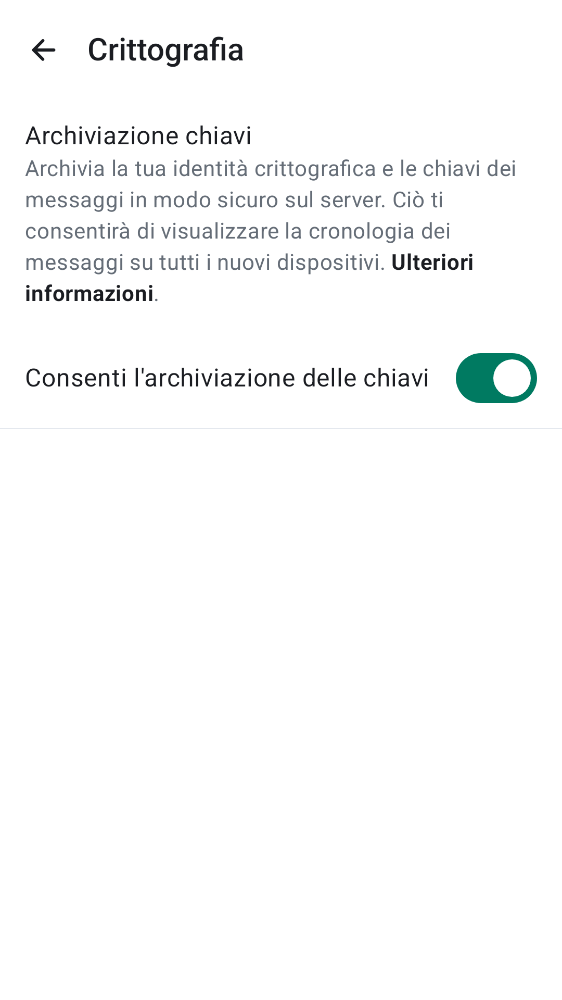 Crittografia
Archiviazione chiavi
Archivia la tua identità crittografica e le chiavi dei
messaggi in modo sicuro sul server. Ciò ti
consentirà di visualizzare la cronologia dei
messaggi su tutti i nuovi dispositivi. Ulteriori
informazioni.
Consenti l'archiviazione delle chiavi